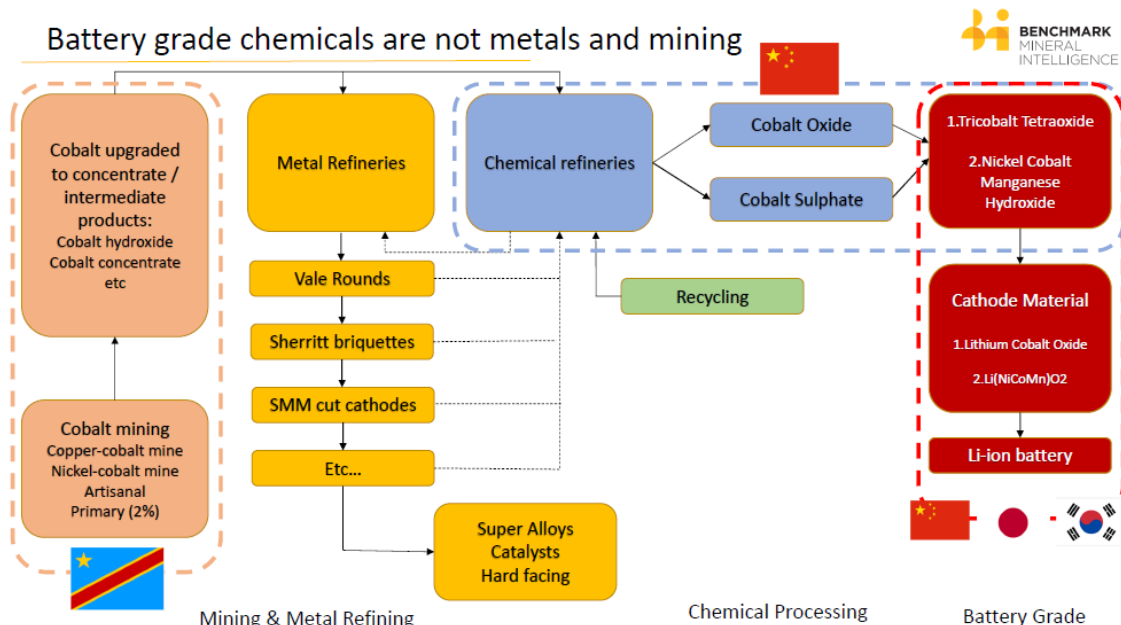 Battery grade chemicals are not metals and mining
BENCHMARK
MINERAL
INTELLIGENCE
Cobalt upgraded
to concentrate /
intermediate
products:
Cobalt hydroxide
Cobalt concentrate
etc
Metal Refineries
Chemical refineries
Cobalt Oxide
Cobalt Sulphate
1.Tricobalt Tetraoxide
2.Nickel Cobalt
Manganese
Hydroxide
Vale Rounds
Recycling
Sherritt briquettes
SMM cut cathodes
Etc...
Cathode Material
1.Lithium Cobalt Oxide
2.Li(NiCoMn)O2
Li-ion battery
Cobalt mining
Copper-cobalt mine
Nickel-cobalt mine
Artisanal
Primary (2%)
Super Alloys
Catalysts
Hard facing
Mining & Metal Refining
Chemical Processing
Battery Grade